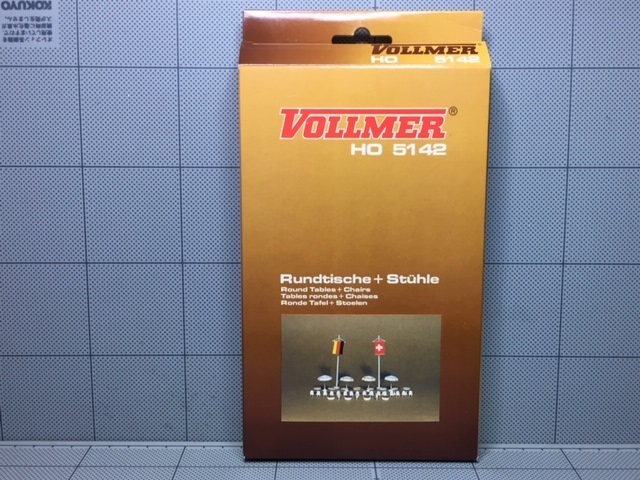 KOKUYO
VOLLMER
HO 5142
VOLLMER®
HO 5142
Rundtische + Stühle
Round Tables + Chairs
Tables rondes + Chaises
Ronde Tafel + Stoelen